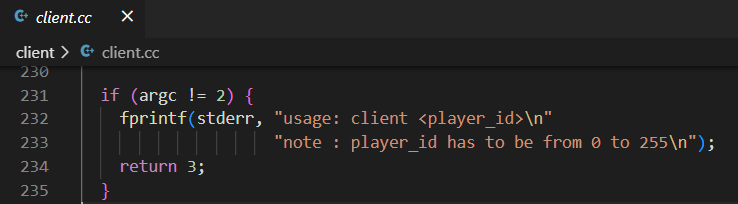 client.cc
client > client.cc
230
231 if (argc != 2) {
232 fprintf(stderr, "usage: client <player_id>\n"
233 "note : player_id has to be from 0 to 255\n");
234 return 3;
235 }